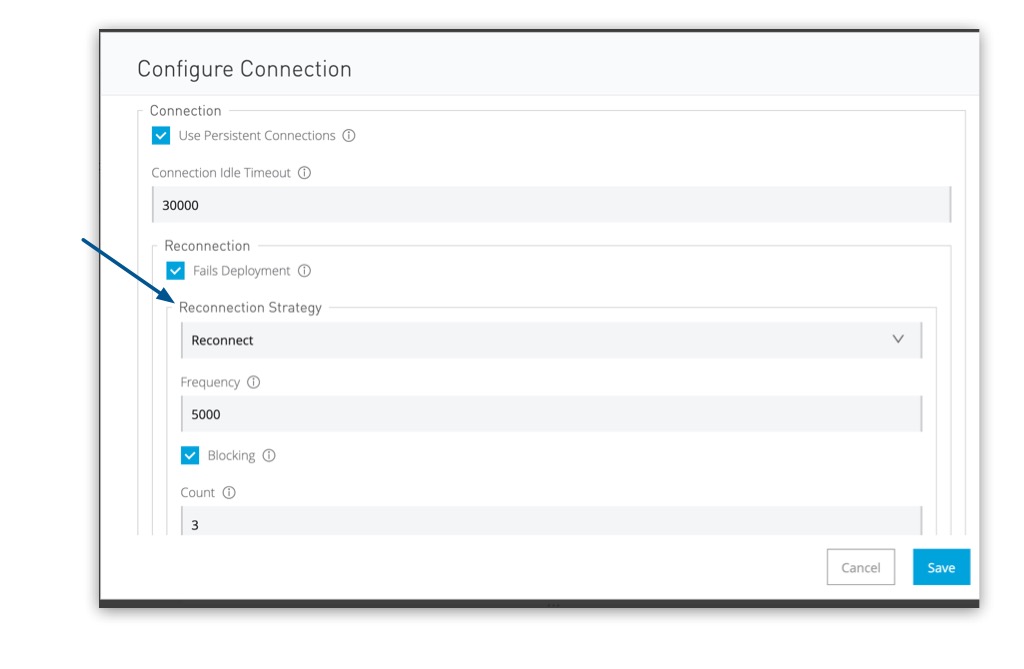 Configure Connection
Connection
Use Persistent Connections
Connection Idle Timeout
30000
Reconnection
Fails Deployment
Reconnection Strategy
Reconnect
Frequency
5000
Blocking
Count
3
Cancel
Save